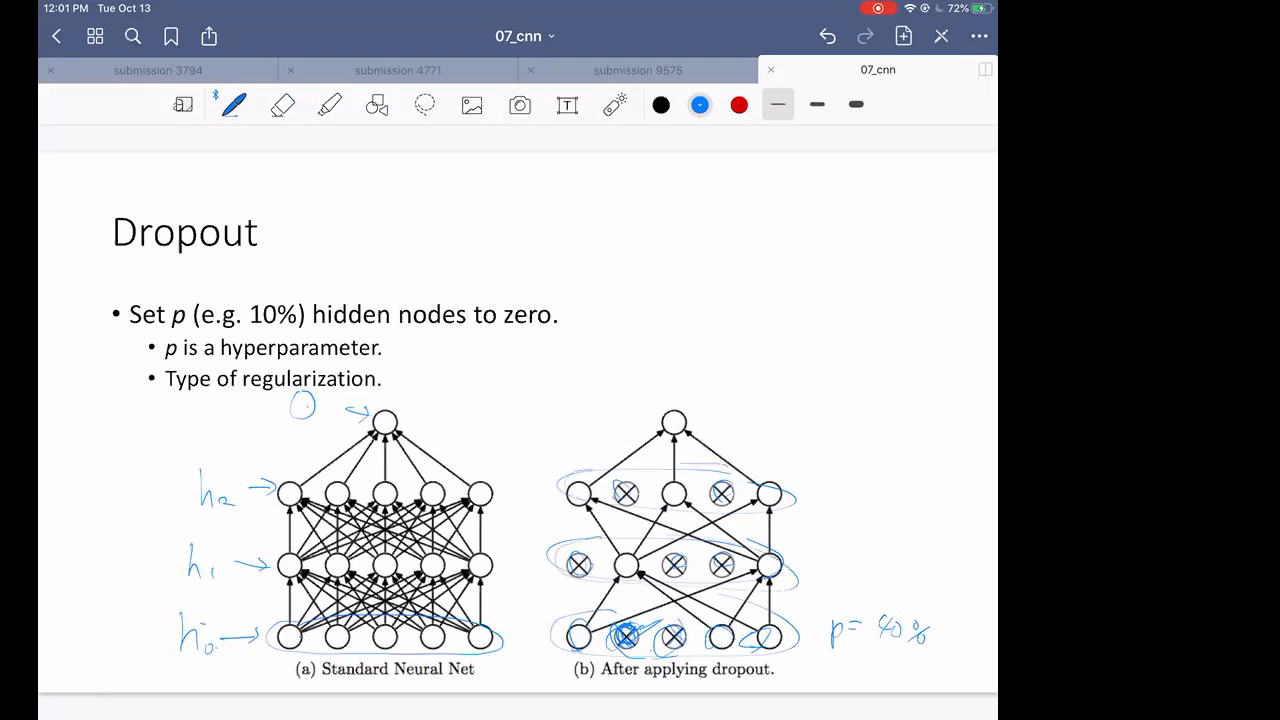 12:01 PM Tue Oct 13
72%
07_cnn
submission 3794
submission 4771
submission 9575
07_cnn
T
Dropout
• Set p (e.g. 10%) hidden nodes to zero.
• p is a hyperparameter.
• Type of regularization.
O
h₂
h₁
h₀
p = 40%
(a) Standard Neural Net
(b) After applying dropout.